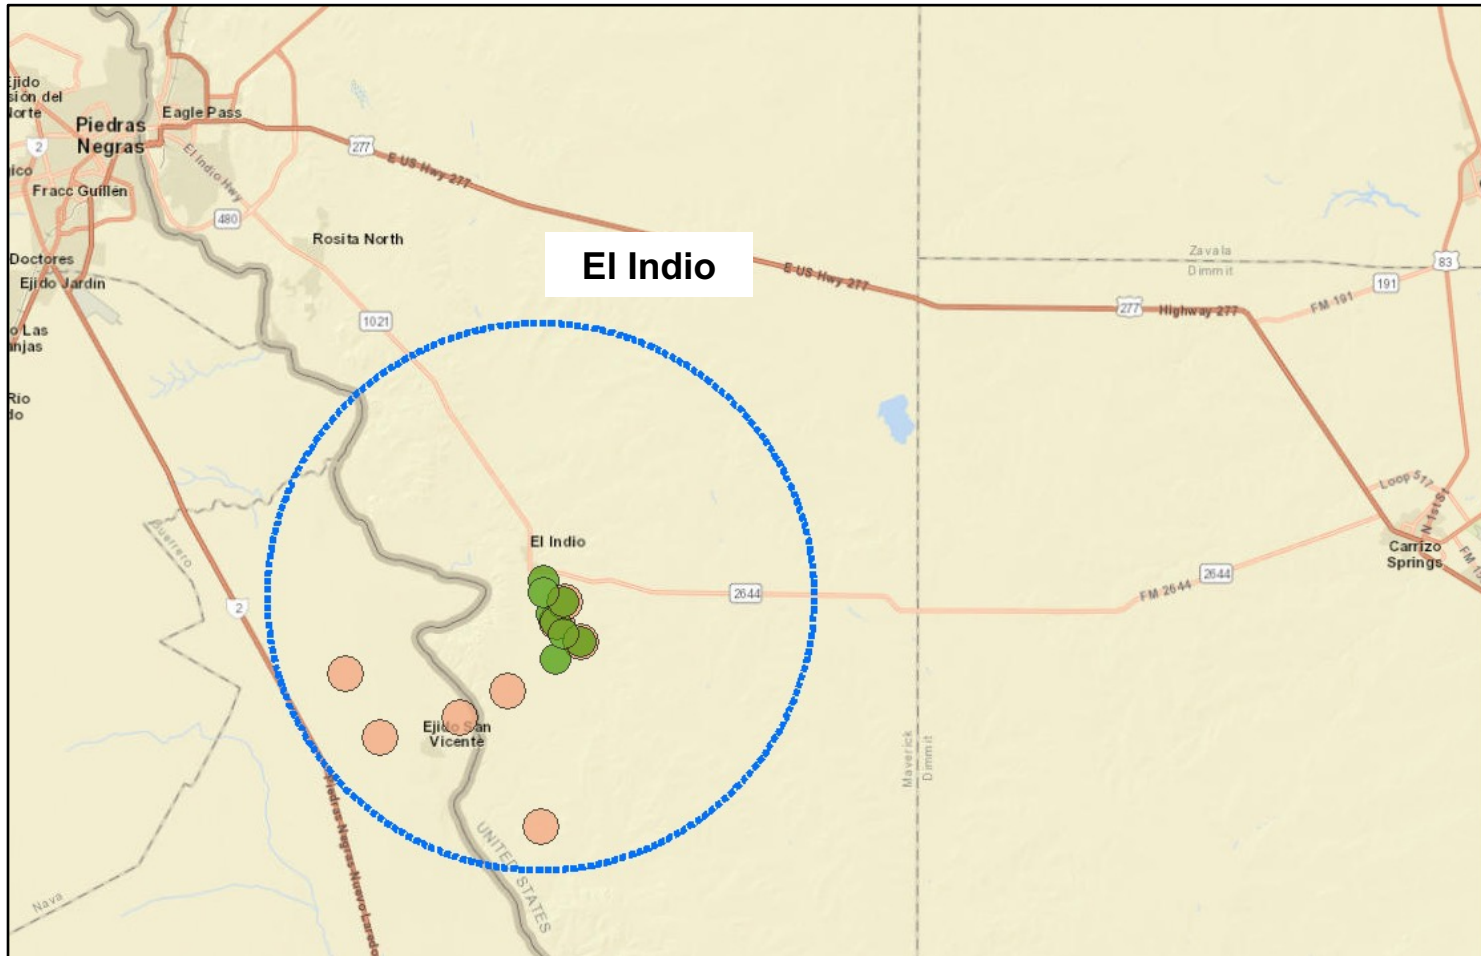 Ejido
sión del
Norte
Eagle Pass
Piedras
Negras
2
277
E US Hwy 277
El Indio Hwy
ico
Fracc Guillén
480
Rosita North
Doctores
Ejido Jardín
El Indio
E US Hwy 277
Zavala
Dimmit
83
191
FM 191
277
Highway 277
1021
o Las
anjas
Río
do
Loop 517
N 1st St
Carrizo
Springs
FM 2644
2644
2644
Guerrero
2
El Indio
Ejido San
Vicente
Maverick
Dimmit
Piedras Negras Nuevo Laredo
UNITED STATES
Nava